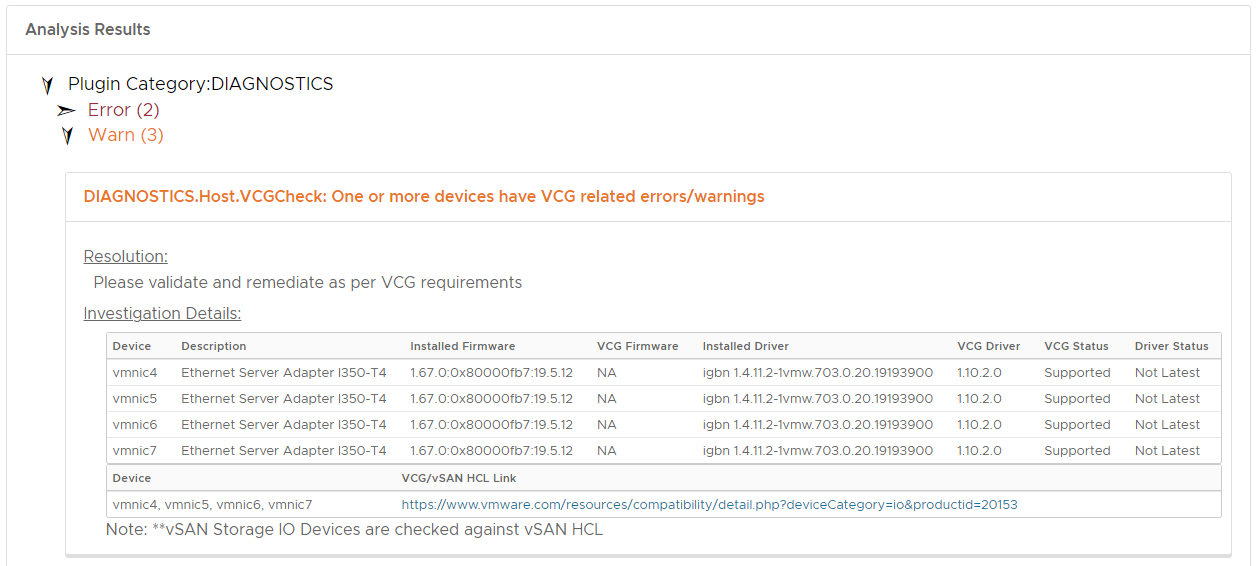 Analysis Results
Plugin Category:DIAGNOSTICS
Error (2)
Warn (3)
DIAGNOSTICS.Host.VCGCheck: One or more devices have VCG related errors/warnings
Resolution:
Please validate and remediate as per VCG requirements
Investigation Details:
Device Description Installed Firmware VCG Firmware Installed Driver VCG Driver VCG Status Driver Status
vmnic4 Ethernet Server Adapter I350-T4 1.67.0:0x80000fb7:19.5.12 NA igbn 1.4.11.2-1vmw.703.0.20.19193900 1.10.2.0 Supported Not Latest
vmnic5 Ethernet Server Adapter I350-T4 1.67.0:0x80000fb7:19.5.12 NA igbn 1.4.11.2-1vmw.703.0.20.19193900 1.10.2.0 Supported Not Latest
vmnic6 Ethernet Server Adapter I350-T4 1.67.0:0x80000fb7:19.5.12 NA igbn 1.4.11.2-1vmw.703.0.20.19193900 1.10.2.0 Supported Not Latest
vmnic7 Ethernet Server Adapter I350-T4 1.67.0:0x80000fb7:19.5.12 NA igbn 1.4.11.2-1vmw.703.0.20.19193900 1.10.2.0 Supported Not Latest
Device VCG/vSAN HCL Link
vmnic4, vmnic5, vmnic6, vmnic7 https://www.vmware.com/resources/compatibility/detail.php?deviceCategory=io&productid=20153
Note: **vSAN Storage IO Devices are checked against vSAN HCL